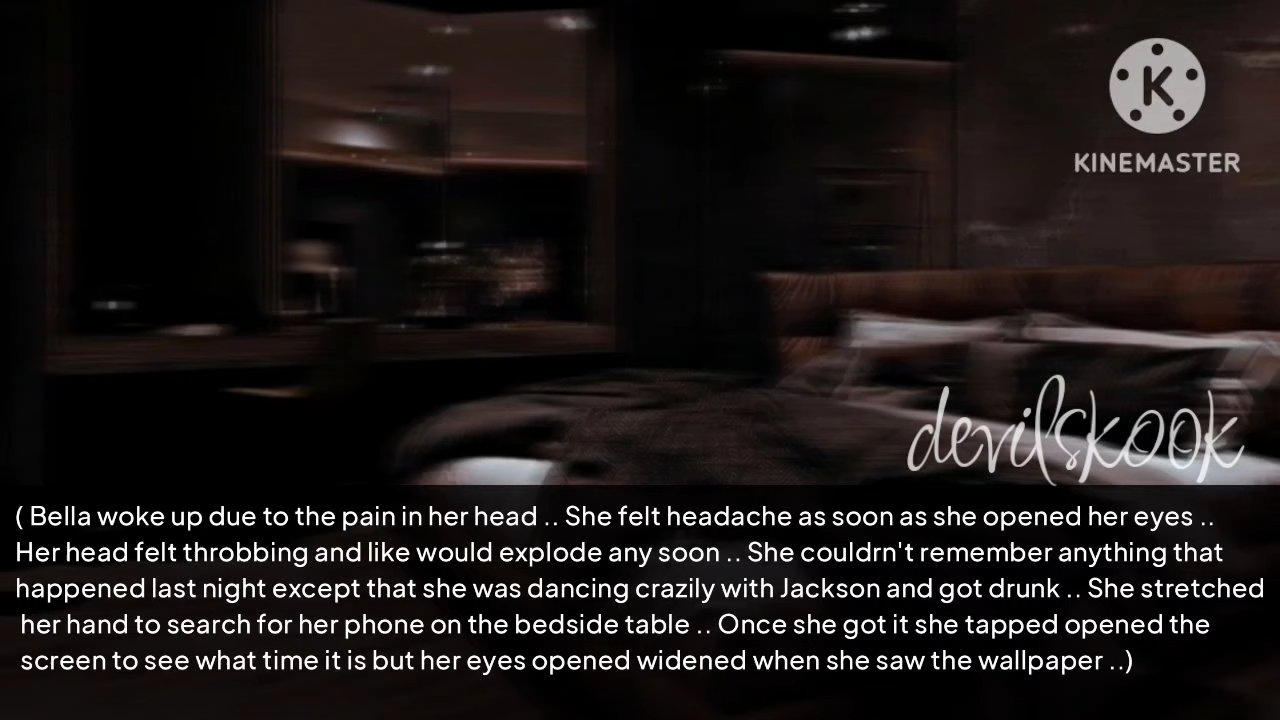 KINEMASTER
devilskook
( Bella woke up due to the pain in her head .. She felt headache as soon as she opened her eyes ..
Her head felt throbbing and like would explode any soon .. She couldrn't remember anything that
happened last night except that she was dancing crazily with Jackson and got drunk .. She stretched
her hand to search for her phone on the bedside table .. Once she got it she tapped opened the
screen to see what time it is but her eyes opened widened when she saw the wallpaper ..)